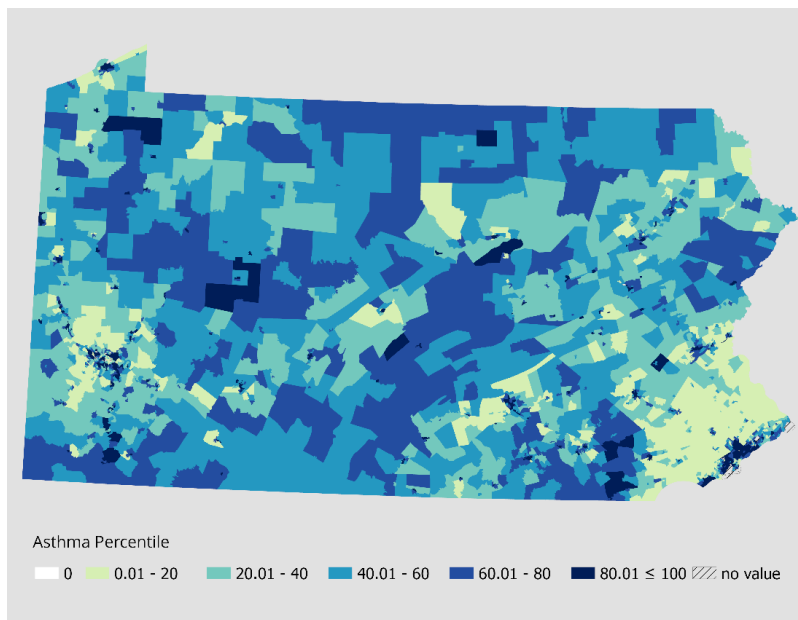 Asthma Percentile
0 0.01 - 20 20.01 - 40 40.01 - 60 60.01 - 80 80.01 ≤ 100 no value